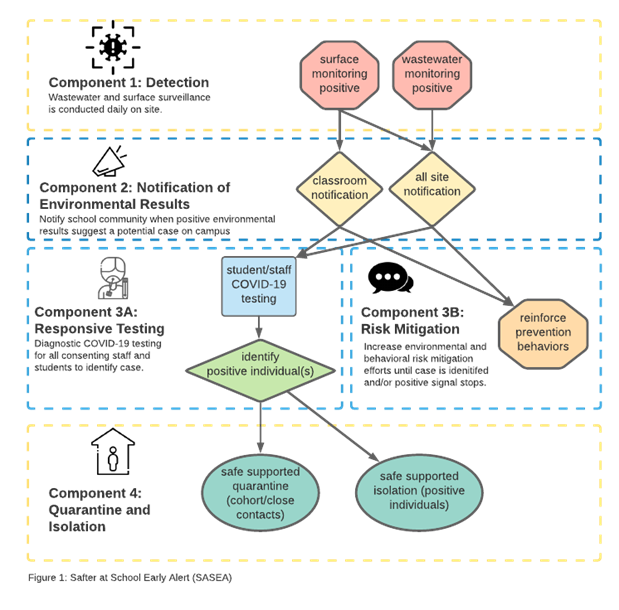 surface
monitoring
positive
wastewater
monitoring
positive
Component 1: Detection
Wastewater and surface surveillance
is conducted daily on site.
classroom
notification
all site
notification
Component 2: Notification of
Environmental Results
Notify school community when positive environmental
results suggest a potential case on campus
student/staff
COVID-19
testing
Component 3A:
Responsive Testing
Diagnostic COVID-19 testing
for all consenting staff and
students to identify case.
identify
positive individual(s)
Component 3B:
Risk Mitigation
Increase environmental and
behavioral risk mitigation
efforts until case is idenitifed
and/or positive signal stops.
reinforce
prevention
behaviors
Component 4:
Quarantine and
Isolation
safe supported
quarantine
(cohort/close
contacts)
safe supported
isolation (positive
individuals)
Figure 1: Safter at School Early Alert (SASEA)